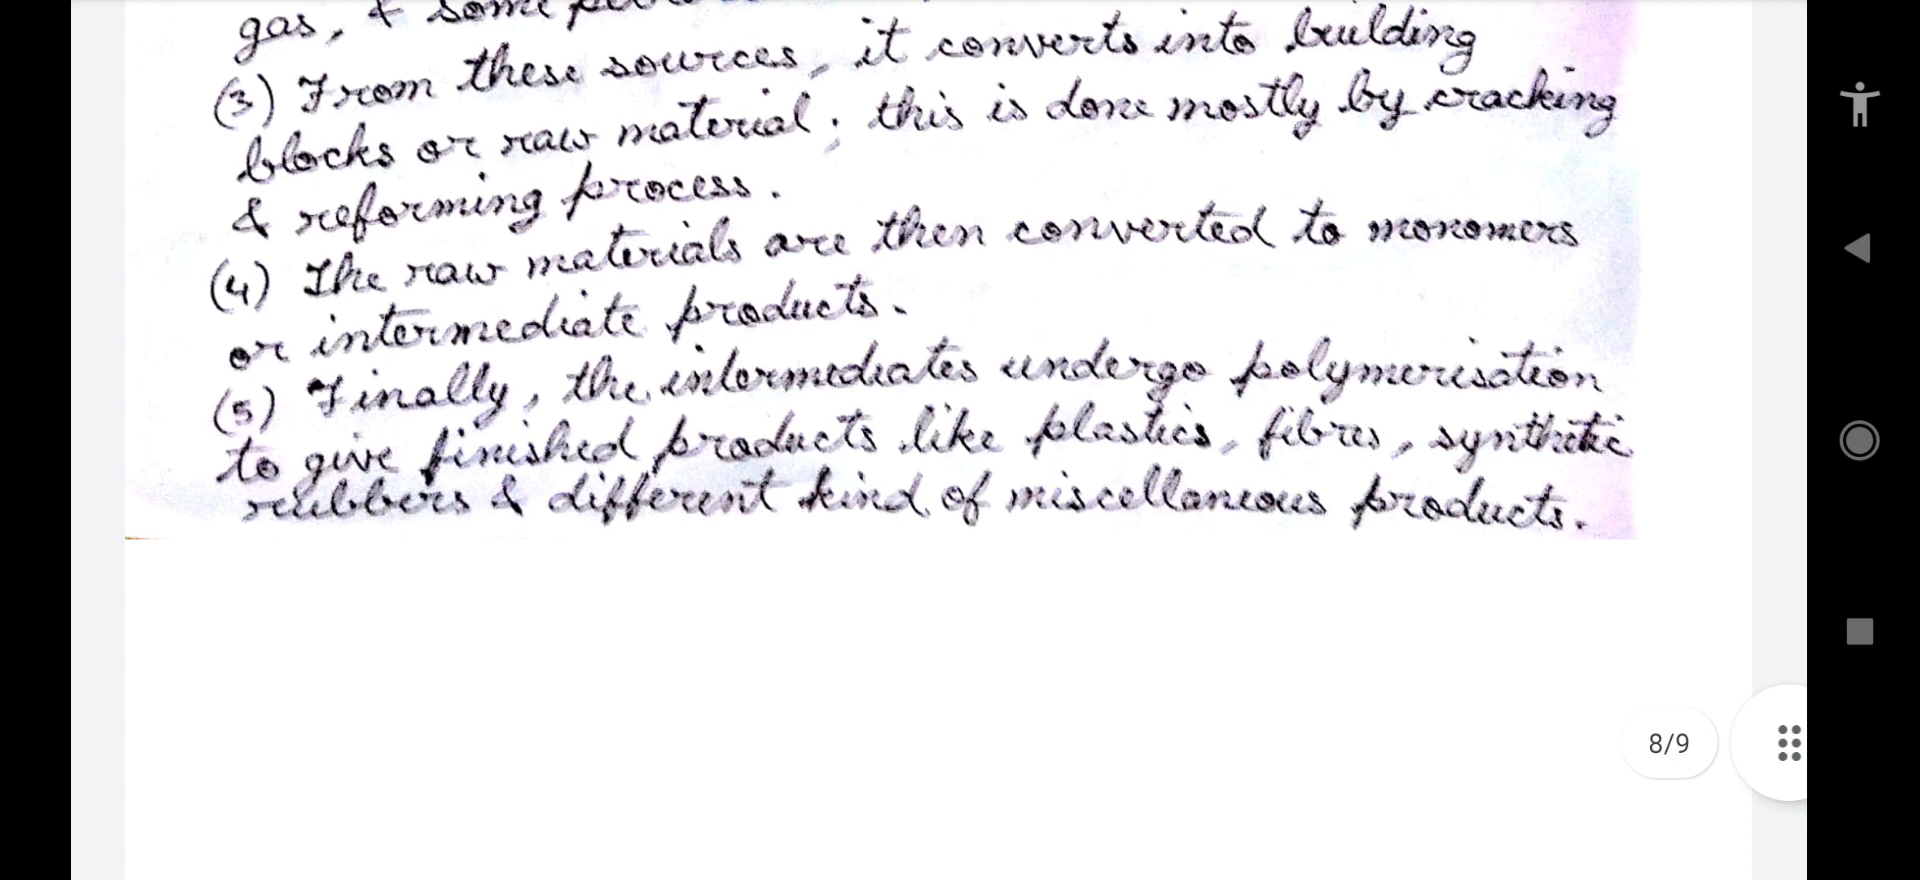 gas, & some
(3) From these sources, it converts into building
blocks or raw material; this is done mostly by cracking
& reforming process.
(4) The raw materials are then converted to monomers
or intermediate products.
(5) Finally, the intermediates undergo polymerisation
to give finished products like plastics, fibres, synthetic
rubbers & different kind of miscellaneous products.
8/9